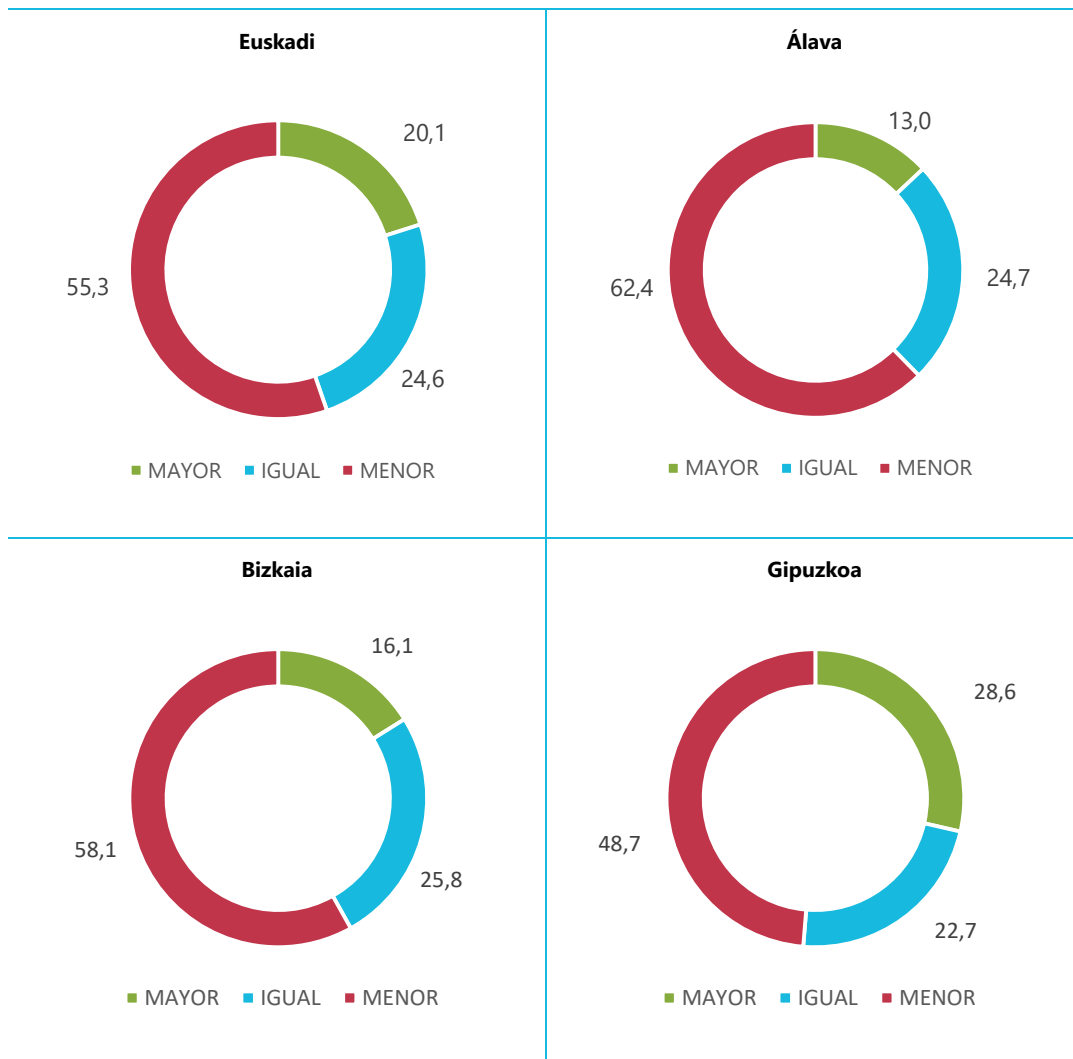 Euskadi
20,1
55,3
24,6
MAYOR IGUAL MENOR
Álava
13,0
24,7
62,4
MAYOR IGUAL MENOR
Bizkaia
16,1
58,1
25,8
MAYOR IGUAL MENOR
Gipuzkoa
28,6
48,7
22,7
MAYOR IGUAL MENOR